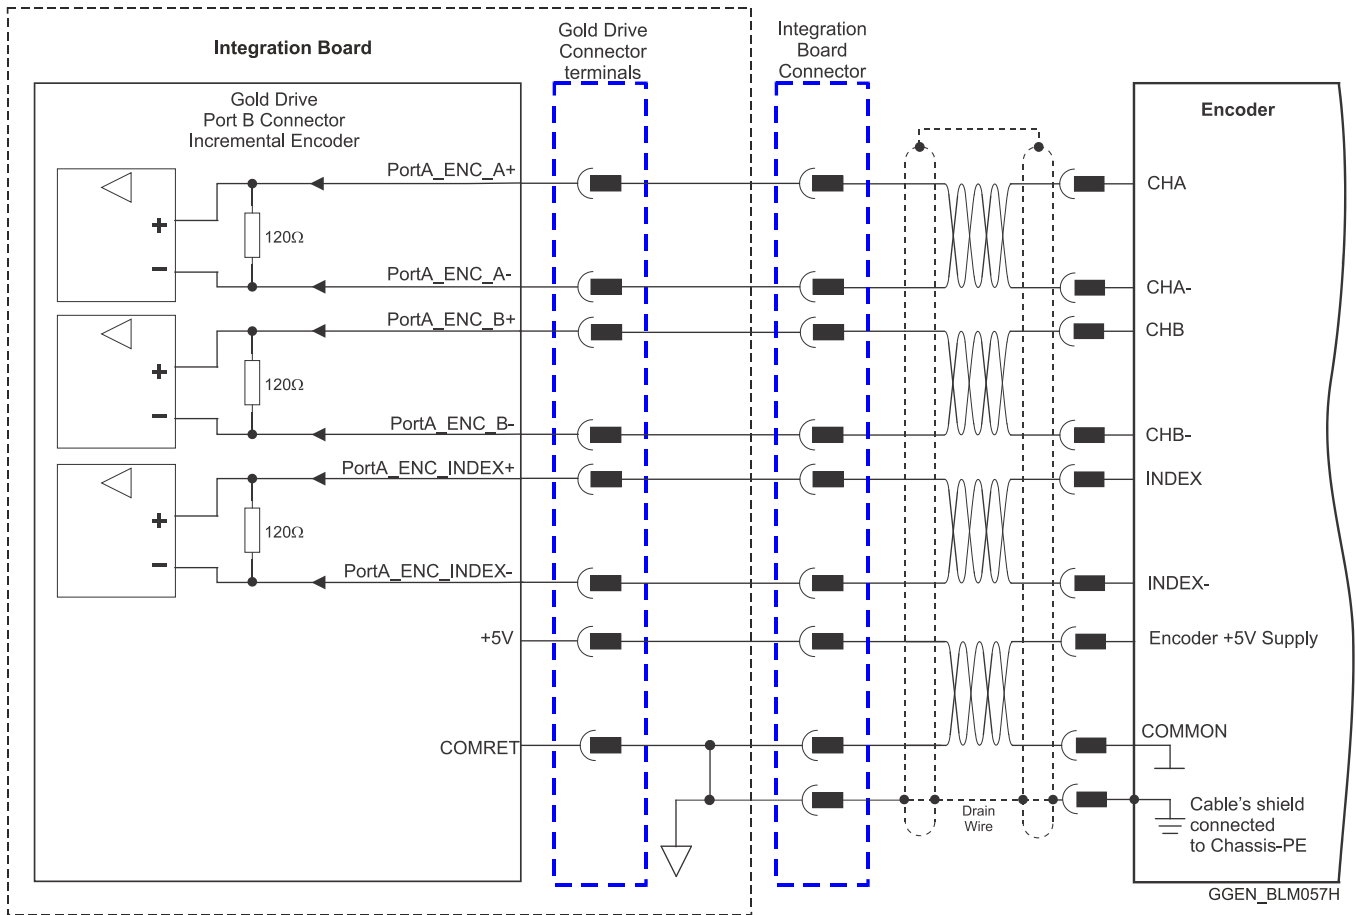 Integration Board
Gold Drive
Connector
terminals
Integration
Board
Connector
Gold Drive
Port B Connector
Incremental Encoder
Encoder
PortA_ENC_A+
CHA
+
120Ω
−
PortA_ENC_A-
CHA-
PortA_ENC_B+
CHB
+
120Ω
−
PortA_ENC_B-
CHB-
PortA_ENC_INDEX+
INDEX
+
120Ω
−
PortA_ENC_INDEX-
INDEX-
+5V
Encoder +5V Supply
COMRET
COMMON
Drain
Wire
Cable's shield
connected
to Chassis-PE
GGEN_BLM057H